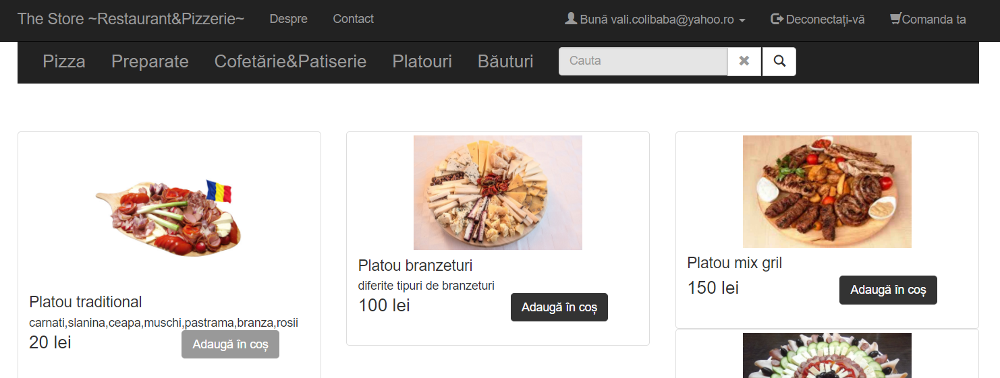 The Store ~Restaurant&Pizzerie~ Despre Contact Bună vali.colibaba@yahoo.ro Deconectați-vă Comanda ta
Pizza Preparate Cofetărie&Patiserie Platouri Băuturi Cauta
Platou traditional
carnati,slanina,ceapa,muschi,pastrama,branza,rosii
20 lei Adaugă în coș
Platou branzeturi
diferite tipuri de branzeturi
100 lei Adaugă în coș
Platou mix gril
150 lei Adaugă în coș